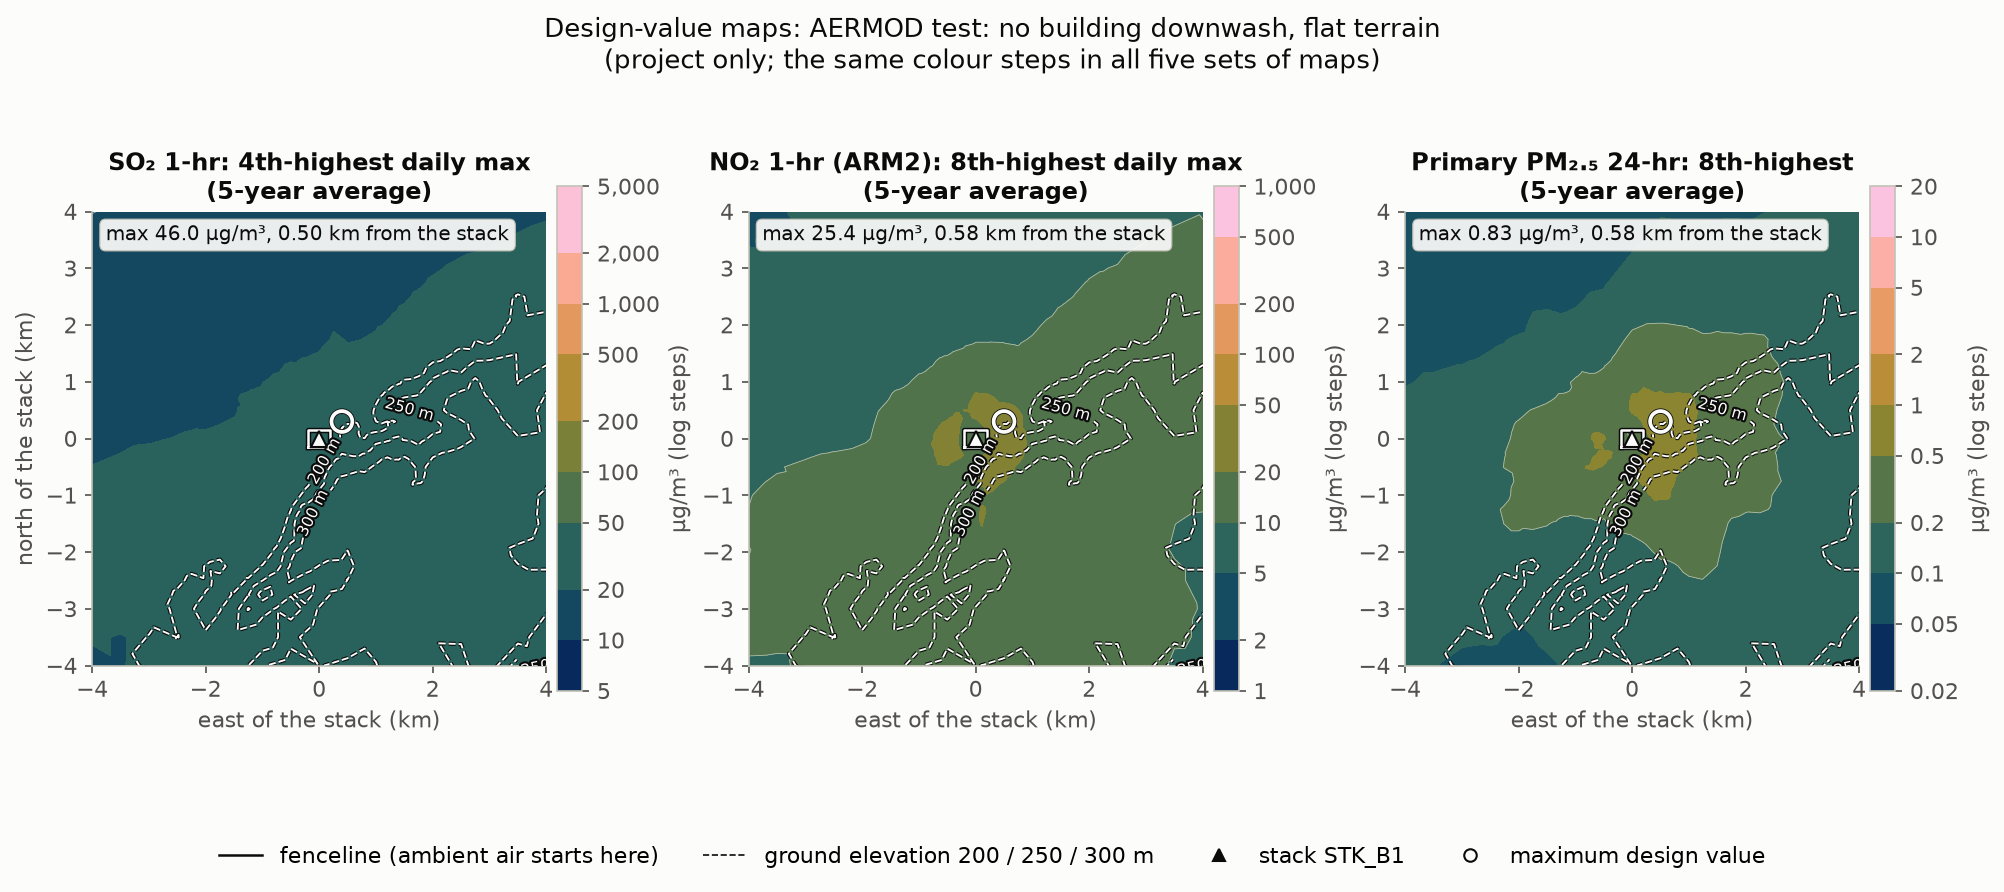 Design-value maps: AERMOD test: no building downwash, flat terrain
(project only; the same colour steps in all five sets of maps)
SO₂ 1-hr: 4th-highest daily max
(5-year average)
max 46.0 µg/m³, 0.50 km from the stack
north of the stack (km)
4
3
2
1
0
−1
−2
−3
−4
−4
−2
0
2
4
east of the stack (km)
250 m
200 m
300 m
5,000
2,000
1,000
500
200
100
50
20
10
5
µg/m³ (log steps)
NO₂ 1-hr (ARM2): 8th-highest daily max
(5-year average)
max 25.4 µg/m³, 0.58 km from the stack
4
3
2
1
0
−1
−2
−3
−4
−4
−2
0
2
4
east of the stack (km)
250 m
200 m
300 m
1,000
500
200
100
50
20
10
5
2
1
µg/m³ (log steps)
Primary PM₂.₅ 24-hr: 8th-highest
(5-year average)
max 0.83 µg/m³, 0.58 km from the stack
4
3
2
1
0
−1
−2
−3
−4
−4
−2
0
2
4
east of the stack (km)
250 m
200 m
300 m
20
10
5
2
1
0.5
0.2
0.1
0.05
0.02
µg/m³ (log steps)
fenceline (ambient air starts here)
ground elevation 200 / 250 / 300 m
stack STK_B1
maximum design value